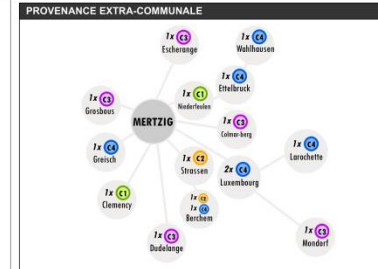 PROVENANCE EXTRA-COMMUNALE
1x C3
Escherange
1x C4
Wahlhausen
1x C4
Ettelbruck
1x C3
Grosbous
1x C1
Niederfeulen
MERTZIG
1x C3
Colmar-berg
1x C4
Greisch
1x C2
Strassen
1x C4
Larochette
2x C4
Luxembourg
1x C1
Clemency
1x C2
1x C4
Berchem
1x C3
Dudelange
1x C3
Mondorf